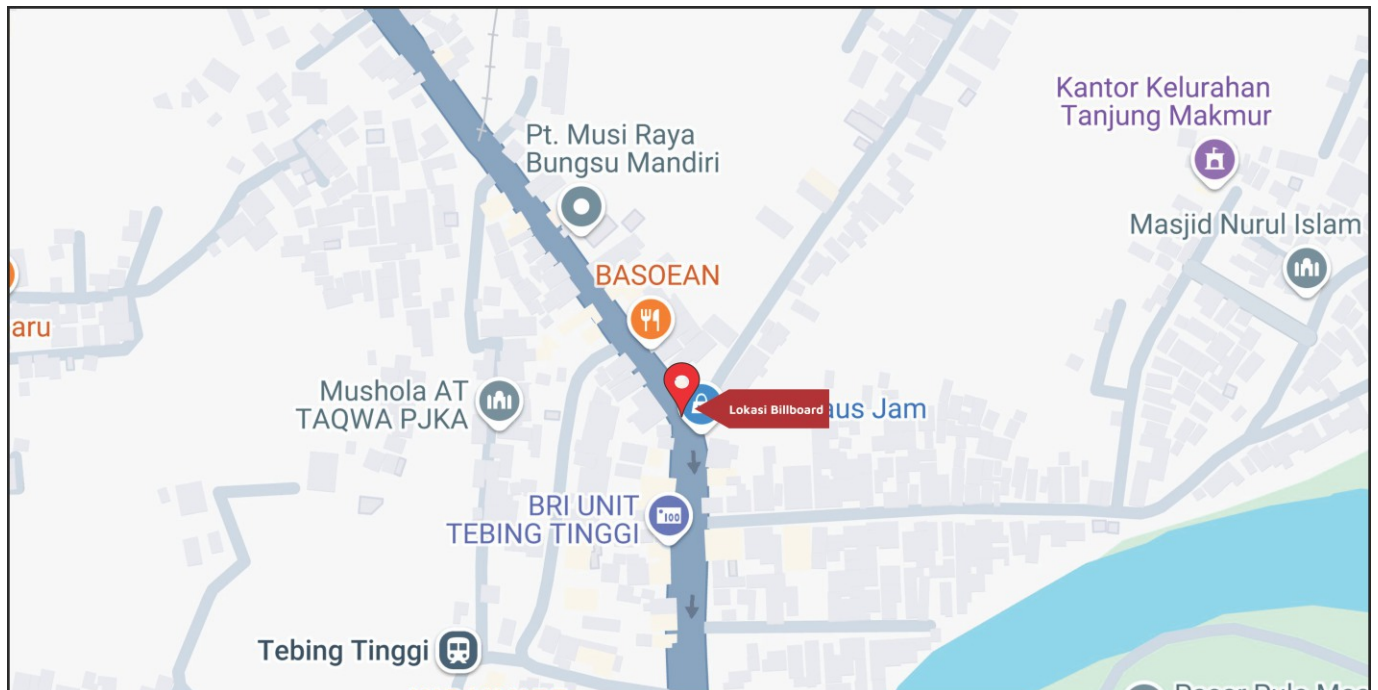 Kantor Kelurahan
Tanjung Makmur
Pt. Musi Raya
Bungsu Mandiri
Masjid Nurul Islam
BASOEAN
aru
Mushola AT
TAQWA PJKA
Lokasi Billboard
aus Jam
BRI UNIT
TEBING TINGGI
100
Tebing Tinggi